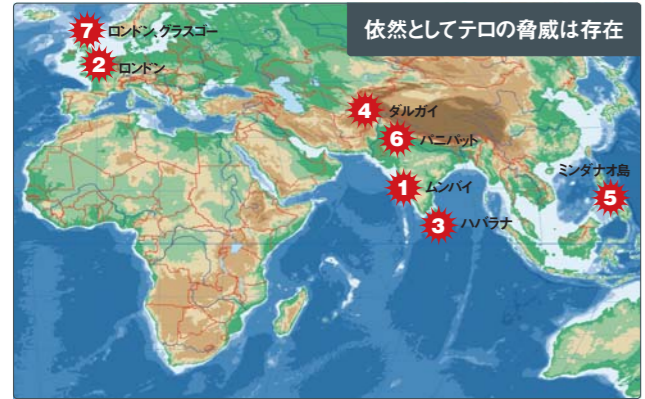 依然としてテロの脅威は存在
7 ロンドン、グラスゴー
2 ロンドン
4 ダルガイ
6 パニパット
ミンダナオ島
5
1 ムンバイ
3 ハバラナ